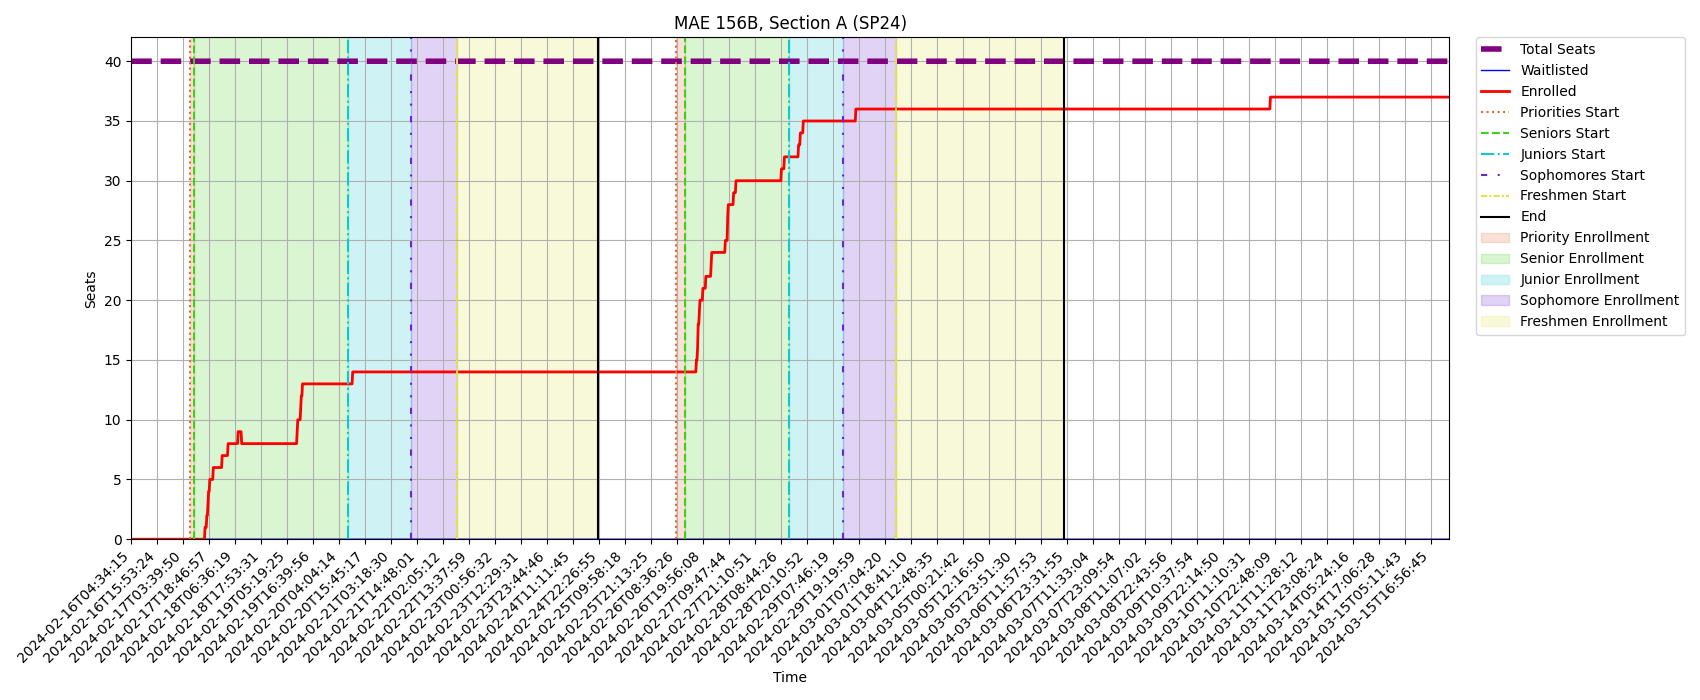 MAE 156B, Section A (SP24)
Total Seats
Waitlisted
Enrolled
Priorities Start
Seniors Start
Juniors Start
Sophomores Start
Freshmen Start
End
Priority Enrollment
Senior Enrollment
Junior Enrollment
Sophomore Enrollment
Freshmen Enrollment
Seats
40
35
30
25
20
15
10
5
0
2024-02-16T04:34:15
2024-02-16T15:53:24
2024-02-17T03:39:50
2024-02-17T18:46:57
2024-02-18T06:36:19
2024-02-18T17:53:31
2024-02-19T05:19:25
2024-02-19T16:39:56
2024-02-20T04:04:14
2024-02-20T15:45:17
2024-02-21T03:18:30
2024-02-21T14:48:01
2024-02-22T02:05:12
2024-02-22T13:37:59
2024-02-23T00:56:32
2024-02-23T12:29:31
2024-02-23T23:44:46
2024-02-24T11:11:45
2024-02-24T22:26:55
2024-02-25T09:58:18
2024-02-25T21:13:25
2024-02-26T08:36:26
2024-02-26T19:56:08
2024-02-27T09:47:44
2024-02-27T21:10:51
2024-02-28T08:44:26
2024-02-28T20:10:52
2024-02-29T07:46:19
2024-02-29T19:19:59
2024-03-01T07:04:20
2024-03-01T18:41:10
2024-03-04T12:48:35
2024-03-05T00:21:42
2024-03-05T12:16:50
2024-03-05T23:51:30
2024-03-06T11:57:53
2024-03-06T23:31:55
2024-03-07T11:33:04
2024-03-07T23:09:54
2024-03-08T11:07:02
2024-03-08T22:43:56
2024-03-09T10:37:54
2024-03-09T22:14:50
2024-03-10T11:10:31
2024-03-10T22:48:09
2024-03-11T11:28:12
2024-03-11T23:08:24
2024-03-14T05:24:16
2024-03-14T17:06:28
2024-03-15T05:11:43
2024-03-15T16:56:45
Time